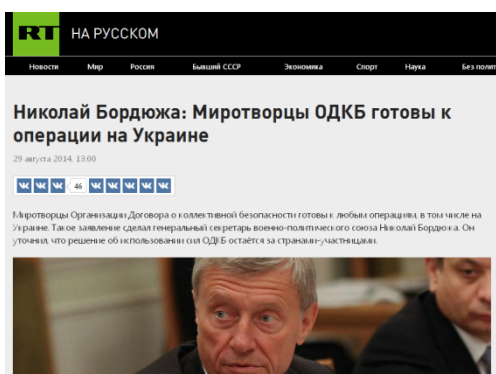 RT НА РУССКОМ
Новости Мир Россия Бывший СССР Экономика Спорт Наука Без полит
Николай Бордюжа: Миротворцы ОДКБ готовы к
операции на Украине
29 августа 2014, 13:00
46
Миротворцы Организации Договора о коллективной безопасности готовы к любым операциям, в том числе на
Украине. Такое заявление сделал генеральный секретарь военно-политического союза Николай Бордюжа. Он
уточнил, что решение об использовании сил ОДКБ остаётся за странами-участницами.